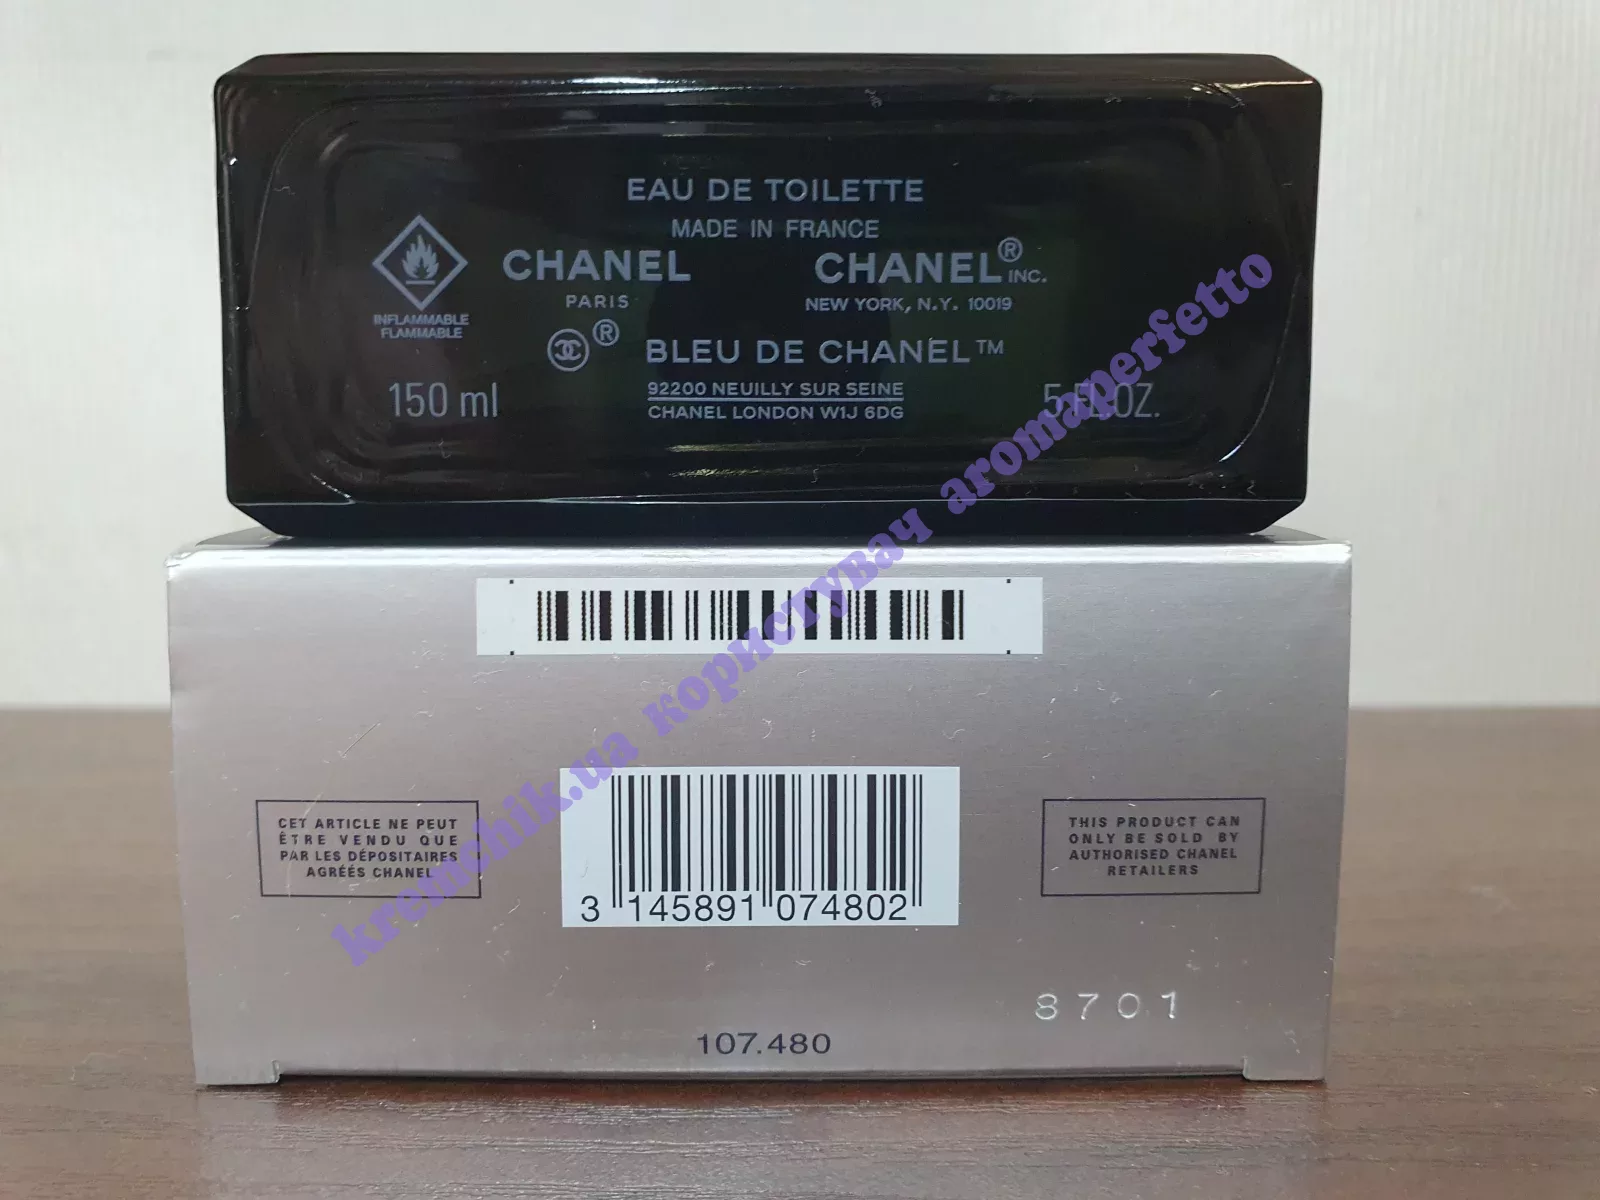 EAU DE TOILETTE
MADE IN FRANCE
CHANEL
PARIS
CHANEL® INC.
NEW YORK, N.Y. 10019
INFLAMMABLE
FLAMMABLE
® BLEU DE CHANEL™
150 ml
92200 NEUILLY SUR SEINE
CHANEL LONDON W1J 6DG
5 FL.OZ.
kremchik.ua користувач aromaperfetto
CET ARTICLE NE PEUT
ÊTRE VENDU QUE
PAR LES DÉPOSITAIRES
AGRÉÉS CHANEL
3 145891 074802
THIS PRODUCT CAN
ONLY BE SOLD BY
AUTHORISED CHANEL
RETAILERS
8701
107.480